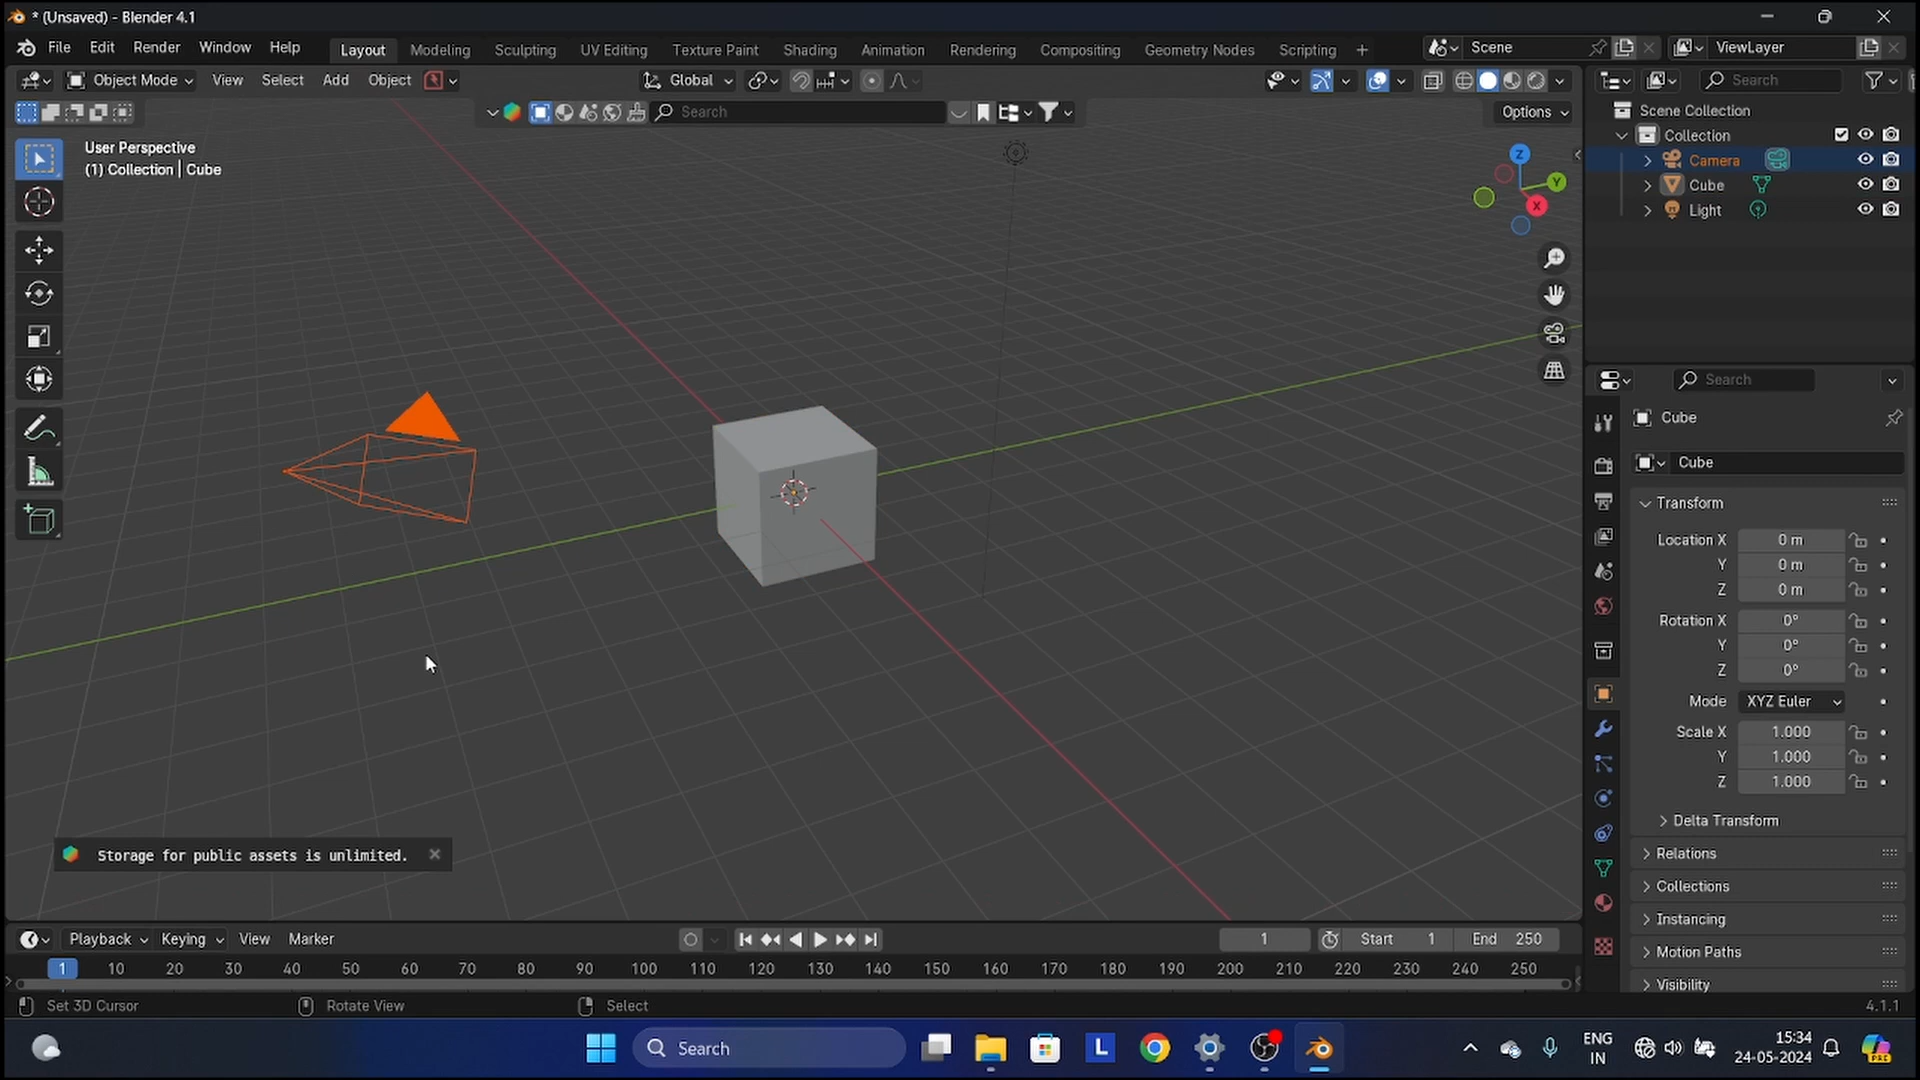 * (Unsaved) - Blender 4.1
File Edit Render Window Help Layout Modeling Sculpting UV Editing Texture Paint Shading Animation Rendering Compositing Geometry Nodes Scripting Scene ViewLayer
Object Mode View Select Add Object Global Search
Search Options
Scene Collection
Collection
Camera
Cube
Light
User Perspective
(1) Collection | Cube
Z
Y
X
Search
Cube
Cube
Transform
Location X 0 m
Y 0 m
Z 0 m
Rotation X 0°
Y 0°
Z 0°
Mode XYZ Euler
Scale X 1.000
Y 1.000
Z 1.000
Delta Transform
Relations
Collections
Instancing
Motion Paths
Visibility
Storage for public assets is unlimited.
Playback Keying View Marker 1 Start 1 End 250
1 10 20 30 40 50 60 70 80 90 100 110 120 130 140 150 160 170 180 190 200 210 220 230 240 250
Set 3D Cursor Rotate View Select 4.1.1
Search L ENG 15:34
IN 24-05-2024 PRE